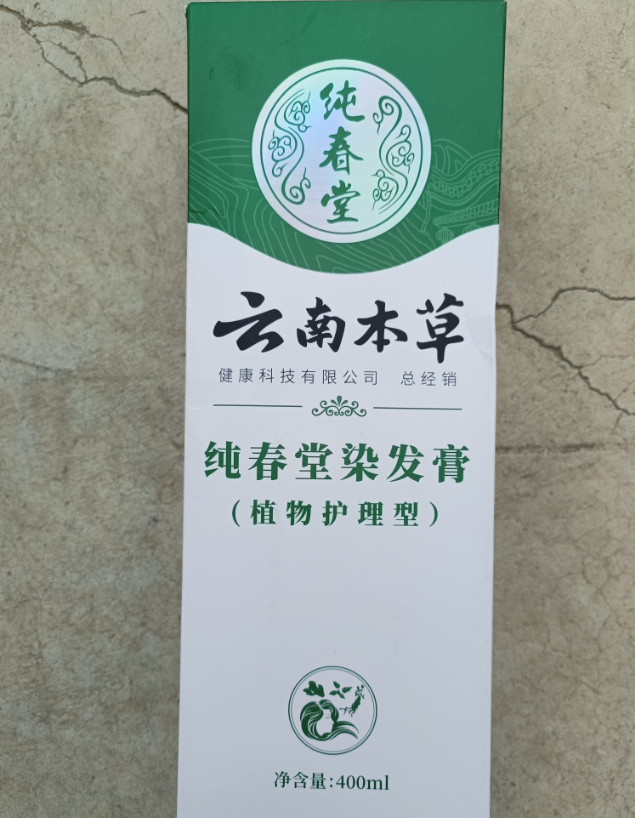 纯春堂
云南本草
健康科技有限公司 总经销
纯春堂染发膏
(植物护理型)
净含量:400ml